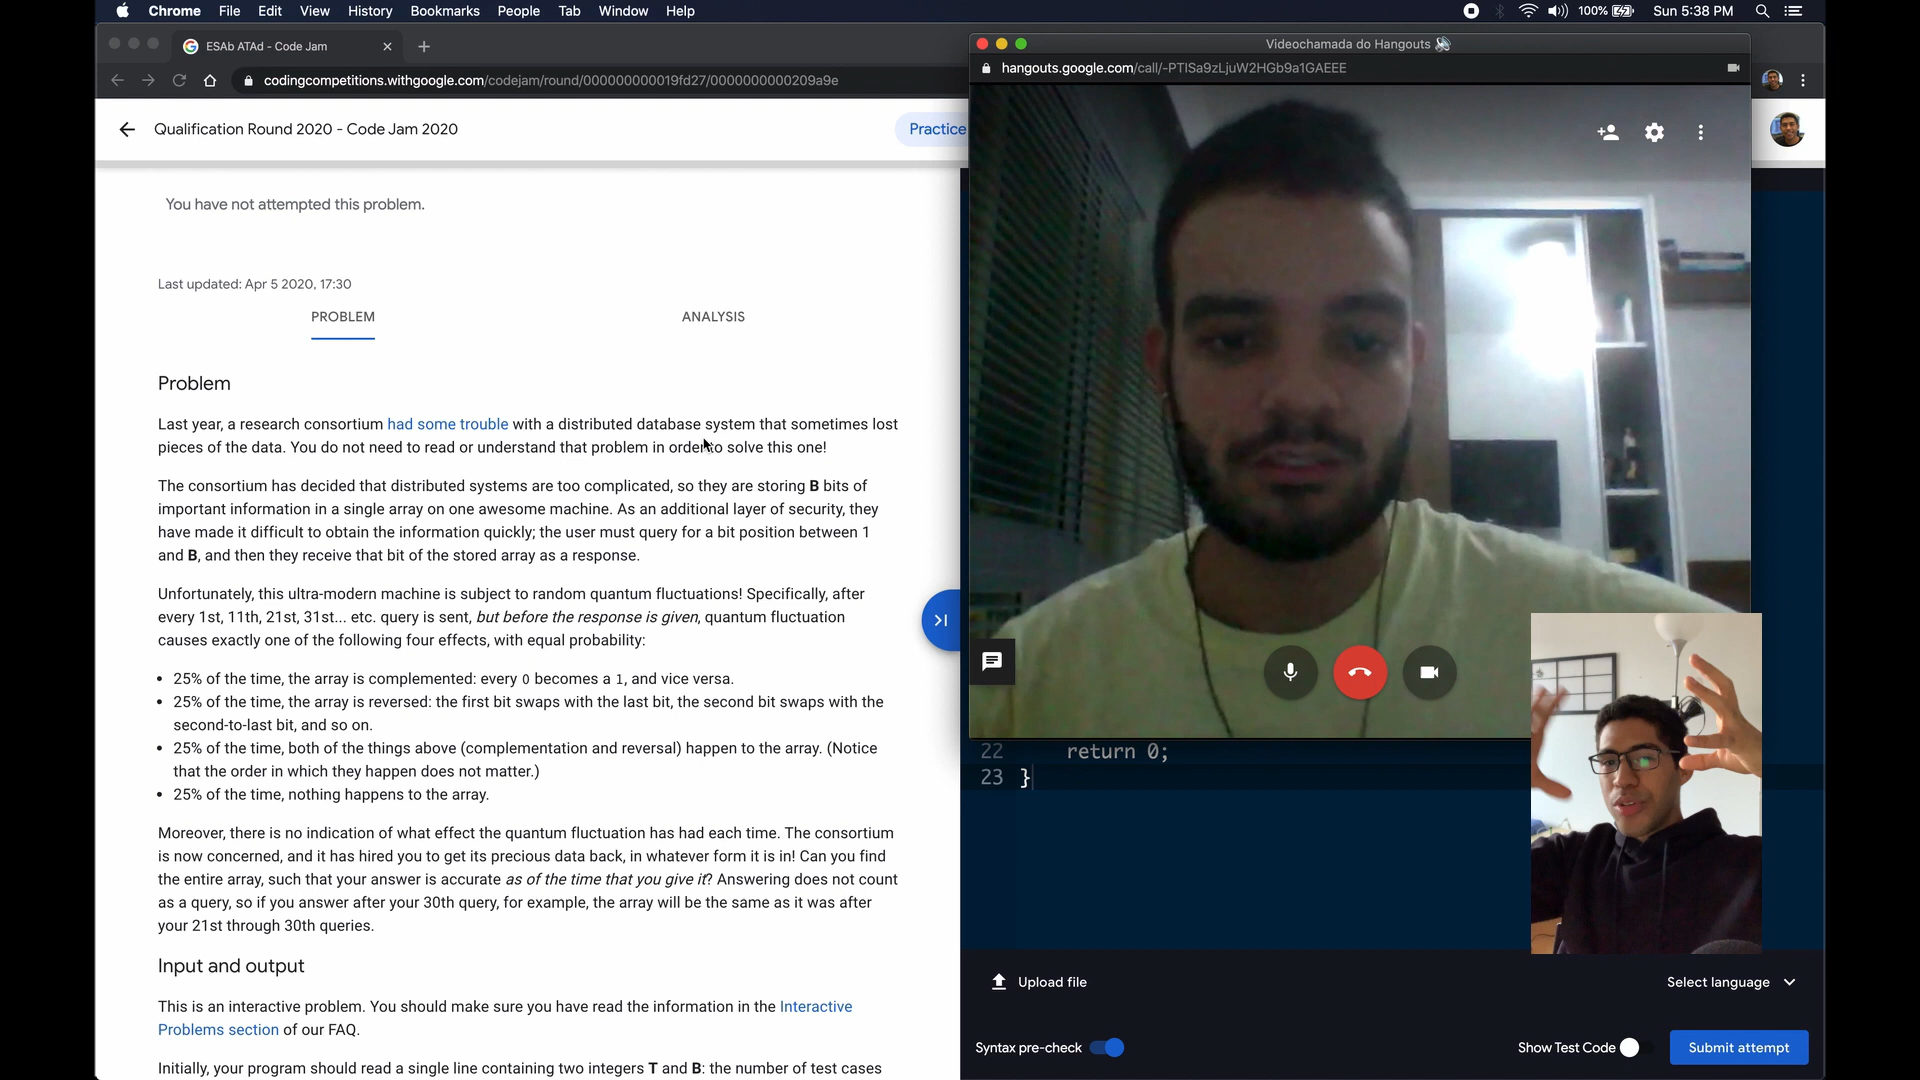 Chrome File Edit View History Bookmarks People Tab Window Help 100% Sun 5:38 PM
ESAb ATAd - Code Jam
Videochamada do Hangouts
codingcompetitions.withgoogle.com/codejam/round/000000000019fd27/0000000000209a9e
hangouts.google.com/call/-PTISa9zLjuW2HGb9a1GAEEE
Qualification Round 2020 - Code Jam 2020
Practice
You have not attempted this problem.
Last updated: Apr 5 2020, 17:30
PROBLEM ANALYSIS
Problem
Last year, a research consortium had some trouble with a distributed database system that sometimes lost
pieces of the data. You do not need to read or understand that problem in order to solve this one!
The consortium has decided that distributed systems are too complicated, so they are storing B bits of
important information in a single array on one awesome machine. As an additional layer of security, they
have made it difficult to obtain the information quickly; the user must query for a bit position between 1
and B, and then they receive that bit of the stored array as a response.
Unfortunately, this ultra-modern machine is subject to random quantum fluctuations! Specifically, after
every 1st, 11th, 21st, 31st... etc. query is sent, but before the response is given, quantum fluctuation
causes exactly one of the following four effects, with equal probability:
• 25% of the time, the array is complemented: every 0 becomes a 1, and vice versa.
• 25% of the time, the array is reversed: the first bit swaps with the last bit, the second bit swaps with the
second-to-last bit, and so on.
• 25% of the time, both of the things above (complementation and reversal) happen to the array. (Notice
that the order in which they happen does not matter.)
• 25% of the time, nothing happens to the array.
Moreover, there is no indication of what effect the quantum fluctuation has had each time. The consortium
is now concerned, and it has hired you to get its precious data back, in whatever form it is in! Can you find
the entire array, such that your answer is accurate as of the time that you give it? Answering does not count
as a query, so if you answer after your 30th query, for example, the array will be the same as it was after
your 21st through 30th queries.
Input and output
This is an interactive problem. You should make sure you have read the information in the Interactive
Problems section of our FAQ.
Initially, your program should read a single line containing two integers T and B: the number of test cases
22 return 0;
23 }
Upload file
Select language
Syntax pre-check
Show Test Code
Submit attempt